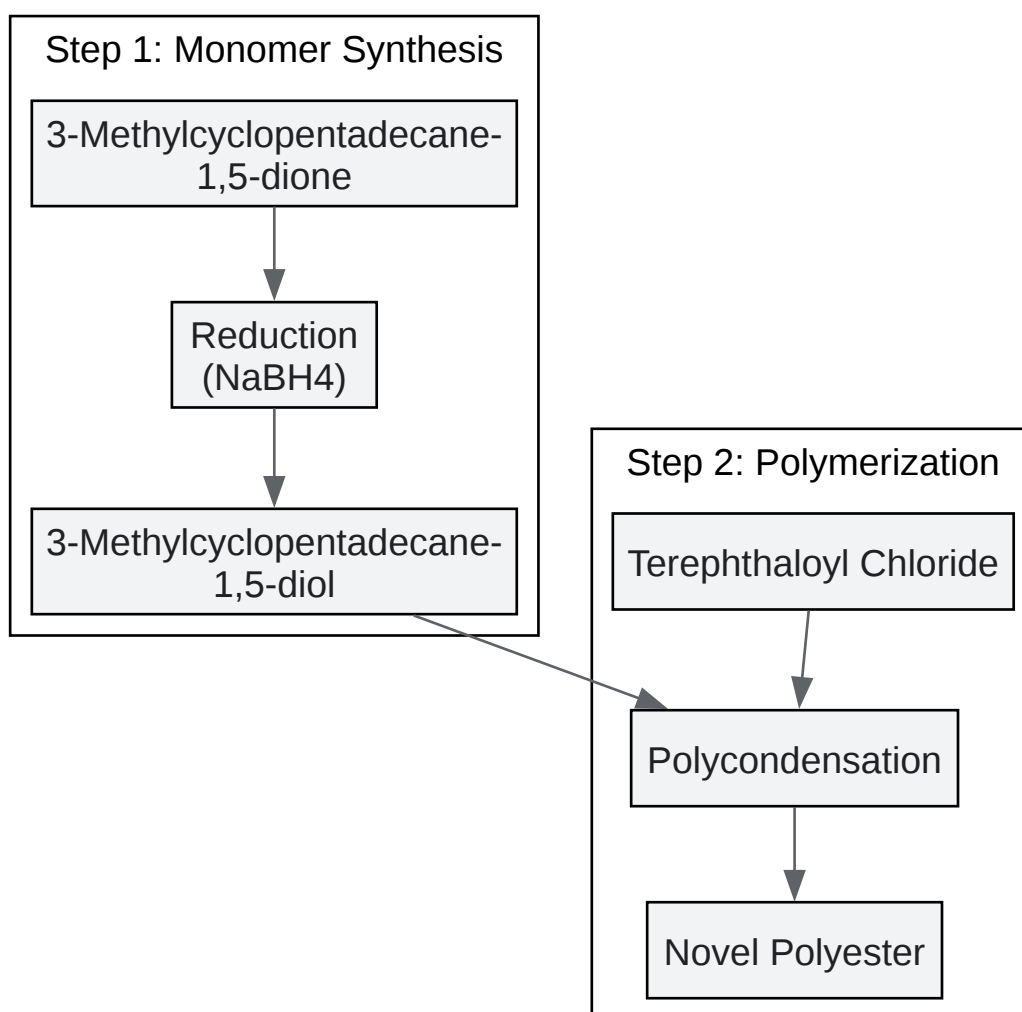 Step 1: Monomer Synthesis
3-Methylcyclopentadecane-
1,5-dione
Reduction
(NaBH4)
3-Methylcyclopentadecane-
1,5-diol
Step 2: Polymerization
Terephthaloyl Chloride
Polycondensation
Novel Polyester